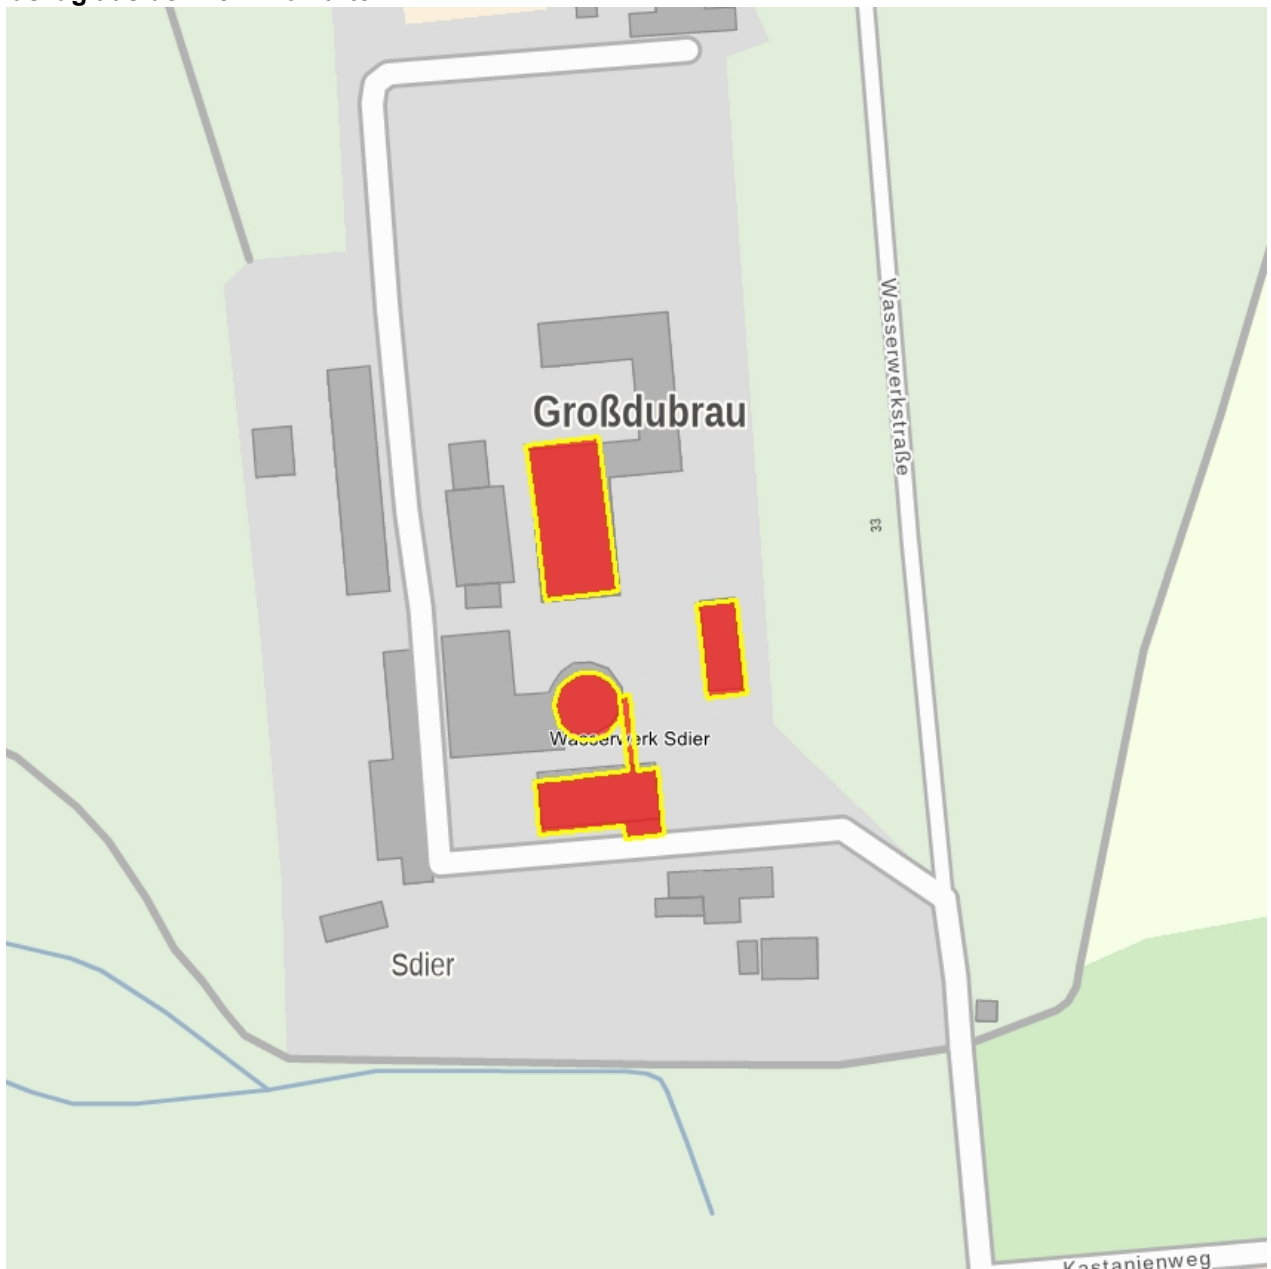 Großdubrau
Wasserwerkstraße
33
Wasserwerk Sdier
Sdier
Kastanienweg